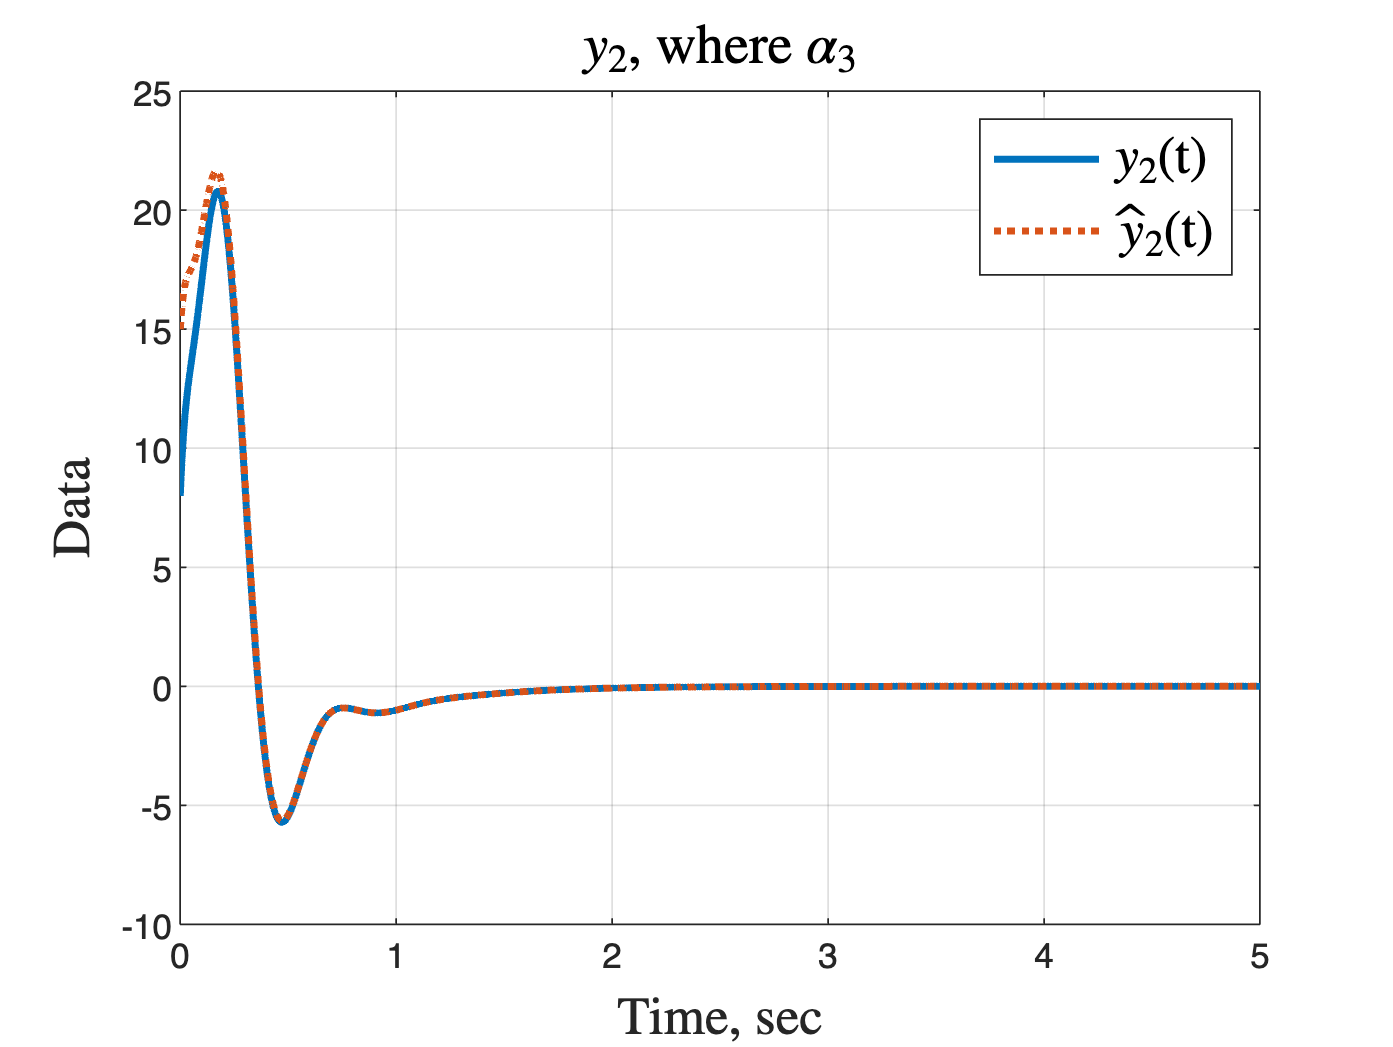 y₂, where α₃
25
20
15
10
5
0
-5
-10
Data
y₂(t)
ŷ₂(t)
0 1 2 3 4 5
Time, sec